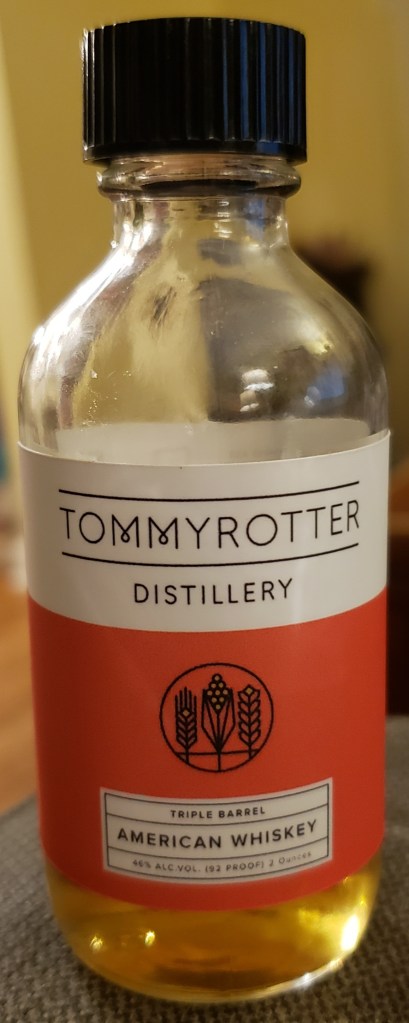 TOMMYROTTER
DISTILLERY
TRIPLE BARREL
AMERICAN WHISKEY
46% ALC.VOL. (92 PROOF) 2 Ounces